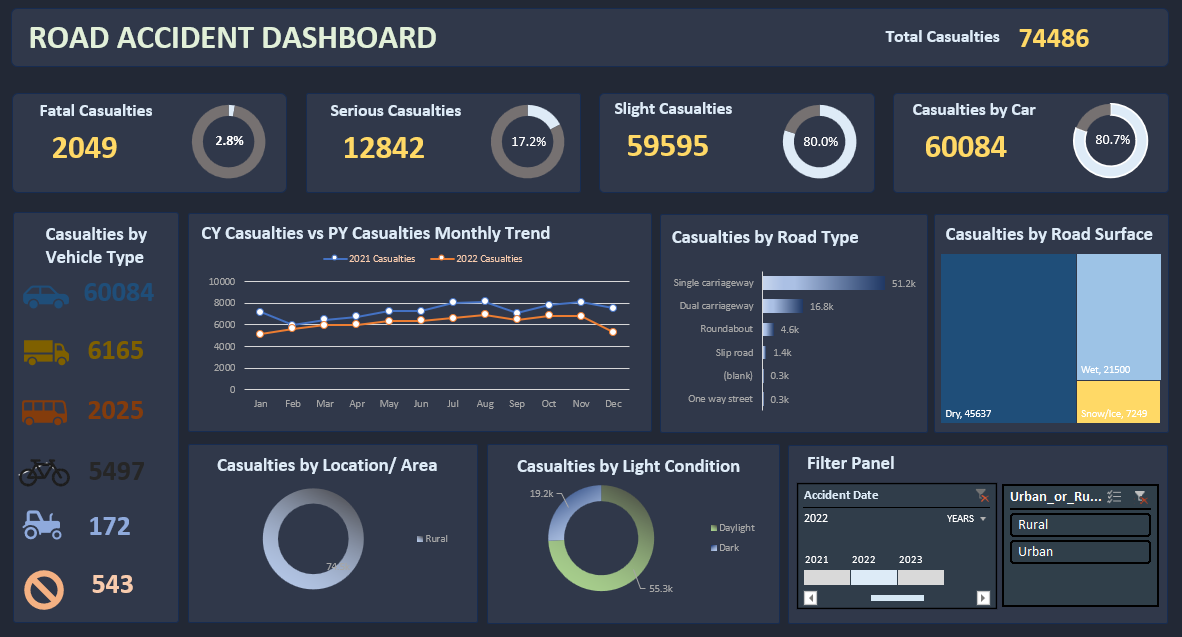 ROAD ACCIDENT DASHBOARD
Total Casualties 74486
Fatal Casualties
2049
2.8%
Serious Casualties
12842
17.2%
Slight Casualties
59595
80.0%
Casualties by Car
60084
80.7%
Casualties by
Vehicle Type
60084
6165
2025
5497
172
543
CY Casualties vs PY Casualties Monthly Trend
2021 Casualties 2022 Casualties
10000
8000
6000
4000
2000
0
Jan Feb Mar Apr May Jun Jul Aug Sep Oct Nov Dec
Casualties by Road Type
Single carriageway 51.2k
Dual carriageway 16.8k
Roundabout 4.6k
Slip road 1.4k
(blank) 0.3k
One way street 0.3k
Casualties by Road Surface
Dry, 45637
Wet, 21500
Snow/Ice, 7249
Casualties by Location/ Area
Rural
Casualties by Light Condition
19.2k
55.3k
Daylight
Dark
Filter Panel
Accident Date
2022 YEARS
2021 2022 2023
Urban_or_Ru...
Rural
Urban